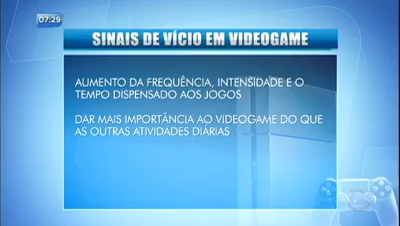 07:29
SINAIS DE VÍCIO EM VIDEOGAME
AUMENTO DA FREQUÊNCIA, INTENSIDADE E O
TEMPO DISPENSADO AOS JOGOS
DAR MAIS IMPORTÂNCIA AO VIDEOGAME DO QUE
AS OUTRAS ATIVIDADES DIÁRIAS